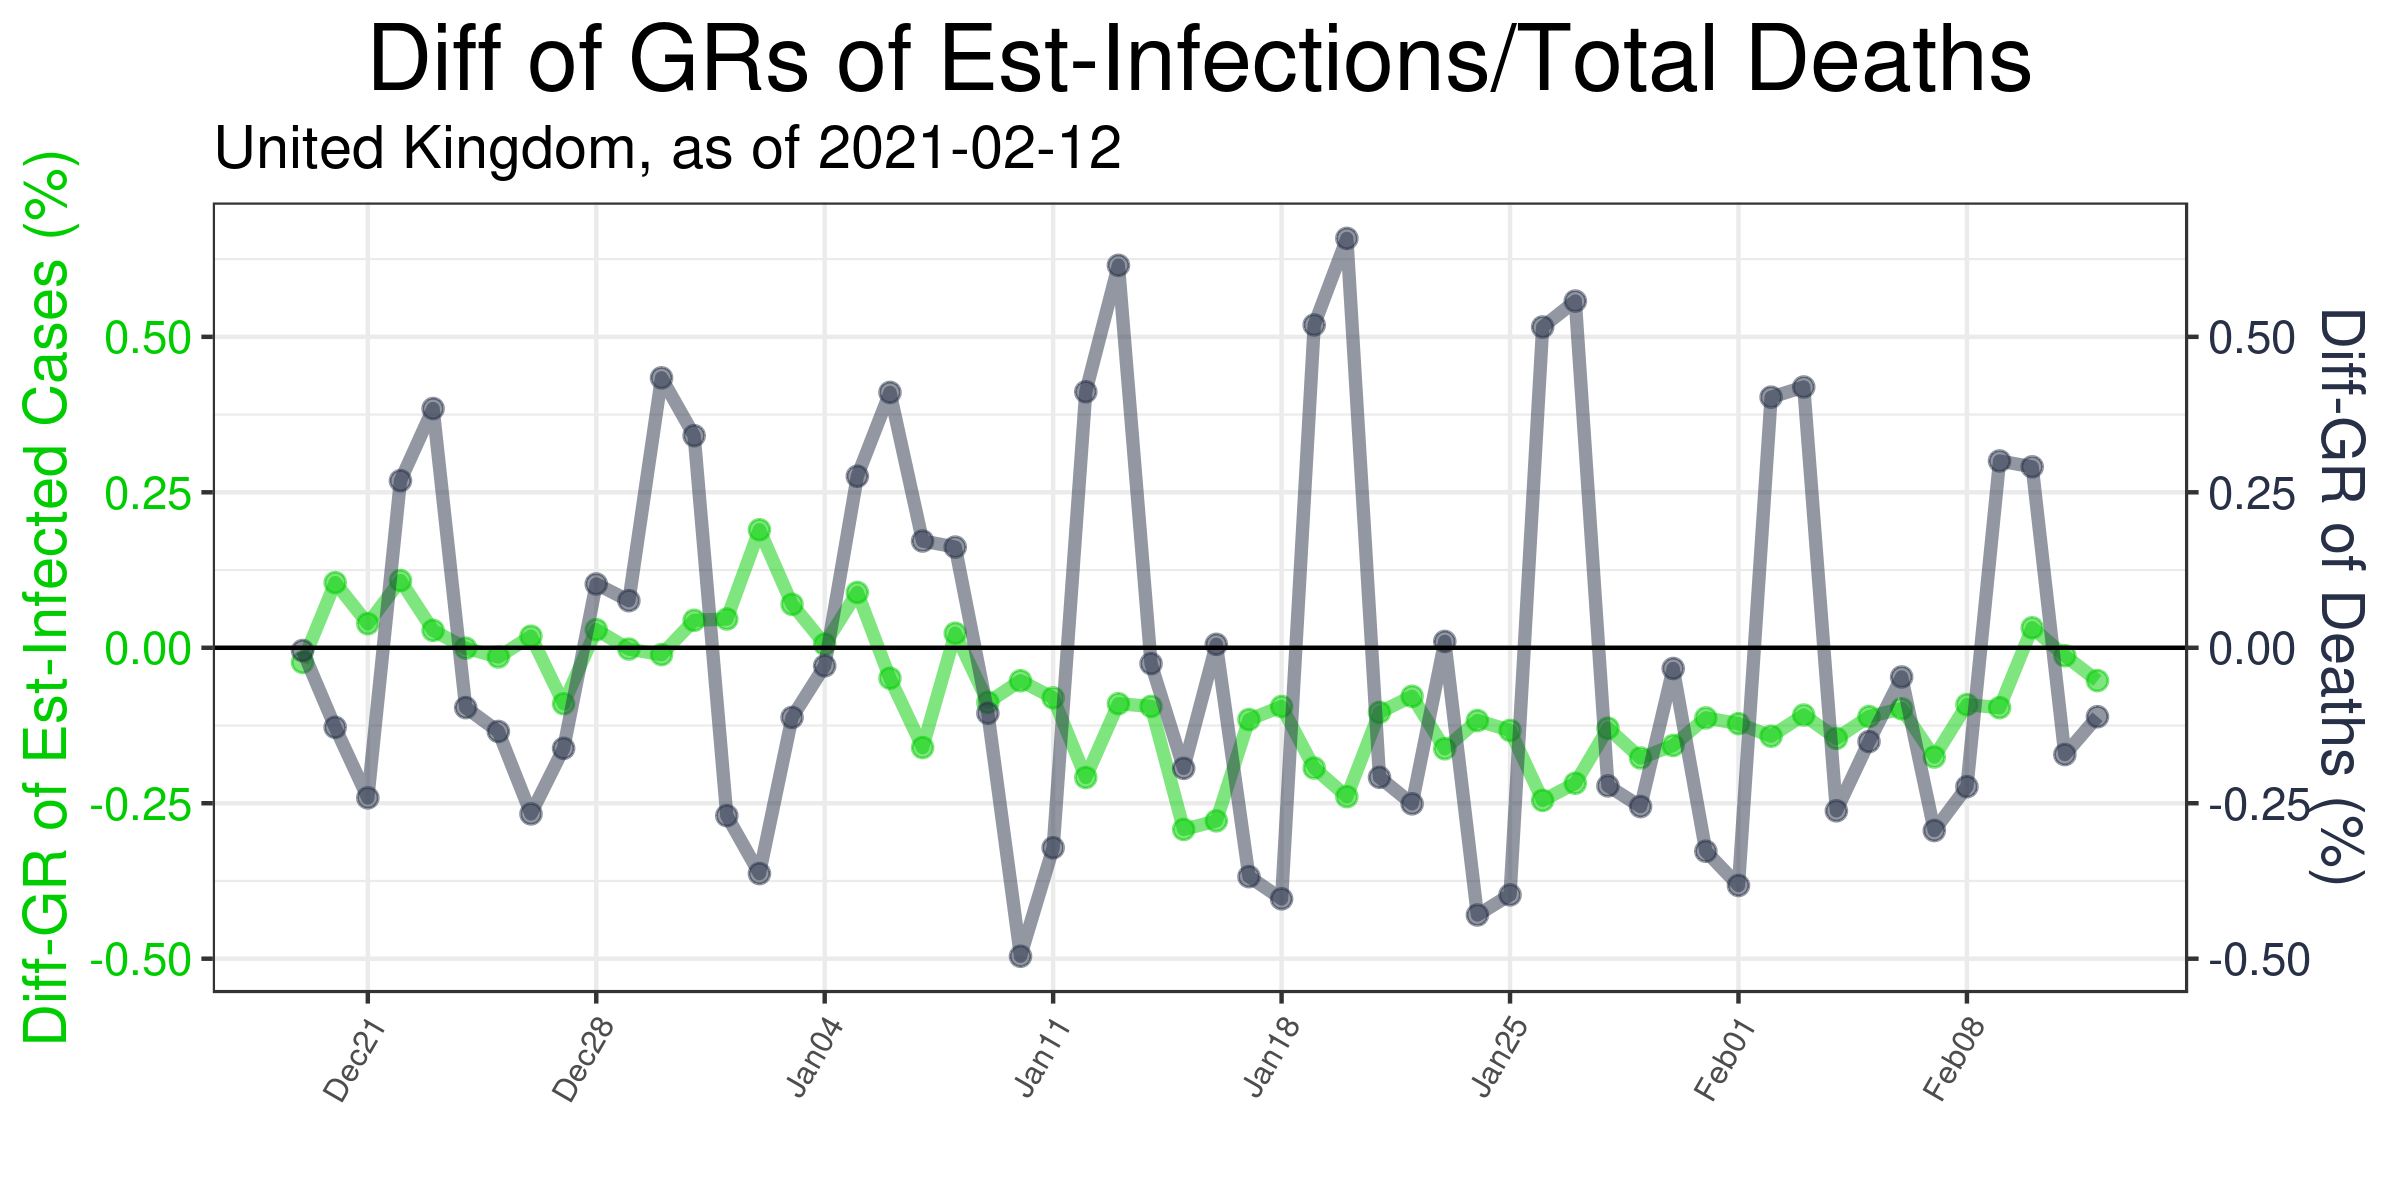 Diff of GRs of Est-Infections/Total Deaths
United Kingdom, as of 2021-02-12
Diff-GR of Est-Infected Cases (%)
0.50
0.25
0.00
-0.25
-0.50
0.50
0.25
0.00
-0.25
-0.50
Diff-GR of Deaths (%)
Dec21
Dec28
Jan04
Jan11
Jan18
Jan25
Feb01
Feb08